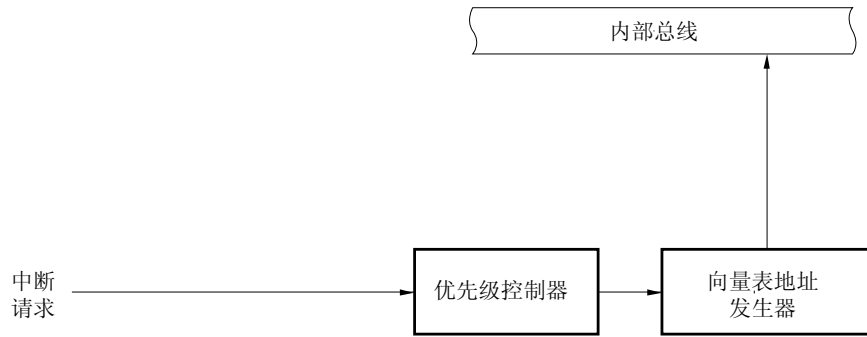 内部总线
中断
请求
优先级控制器
向量表地址
发生器